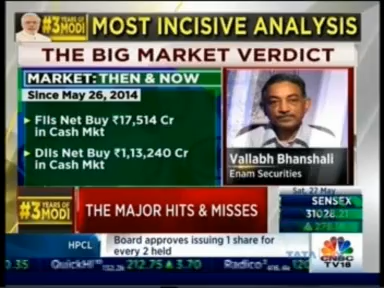 #3 YEARS OF MODI
MOST INCISIVE ANALYSIS
THE BIG MARKET VERDICT
MARKET: THEN & NOW
Since May 26, 2014
FIIs Net Buy ₹17,514 Cr
in Cash Mkt
DIIs Net Buy ₹1,13,240 Cr
in Cash Mkt
Vallabh Bhanshali
Enam Securities
#3 YEARS OF MODI
THE MAJOR HITS & MISSES
Sat, 27 May
SENSEX
31028.21
HPCL
Board approves issuing 1 share for
every 2 held
CNBC
TV18
212.75 ▲ 3.70
Radico